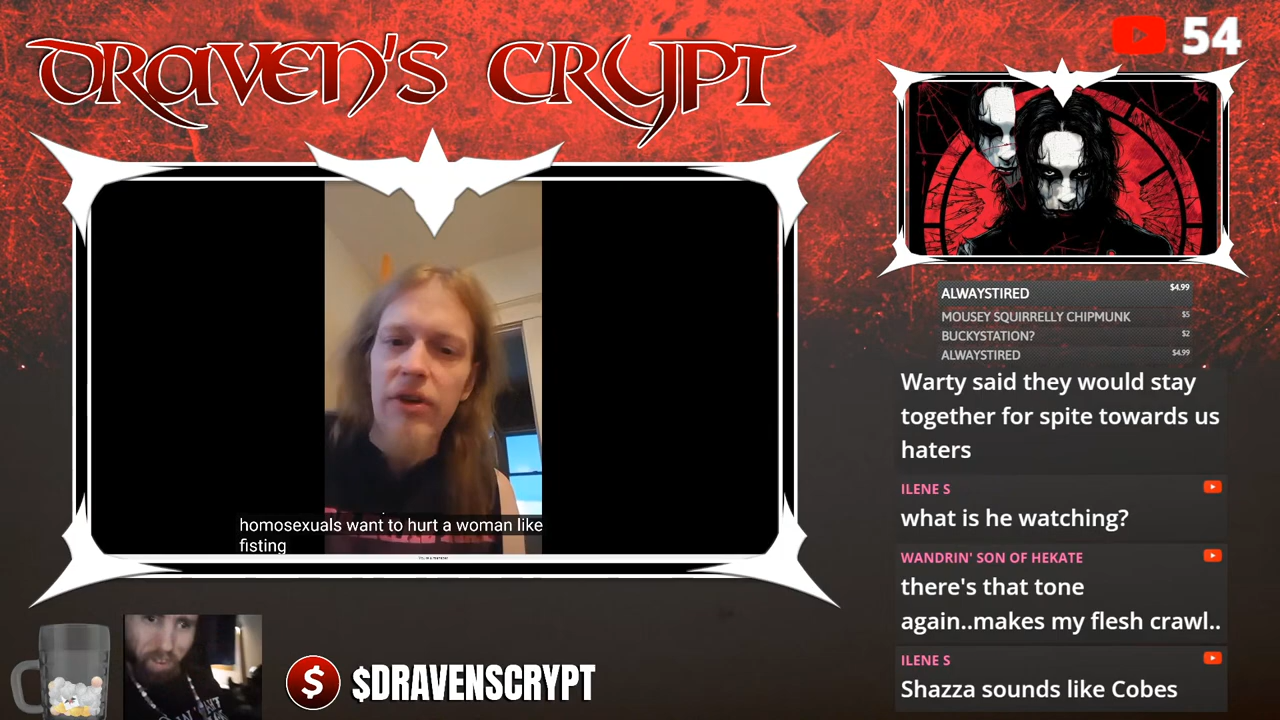 DRAVEN'S CRYPT
54
homosexuals want to hurt a woman like
fisting
ALWAYSTIRED $4.99
MOUSEY SQUIRRELLY CHIPMUNK $5
BUCKYSTATION? $2
ALWAYSTIRED $4.99
Warty said they would stay
together for spite towards us
haters
ILENE S
what is he watching?
WANDRIN' SON OF HEKATE
there's that tone
again..makes my flesh crawl..
ILENE S
Shazza sounds like Cobes
$ $DRAVENSCRYPT